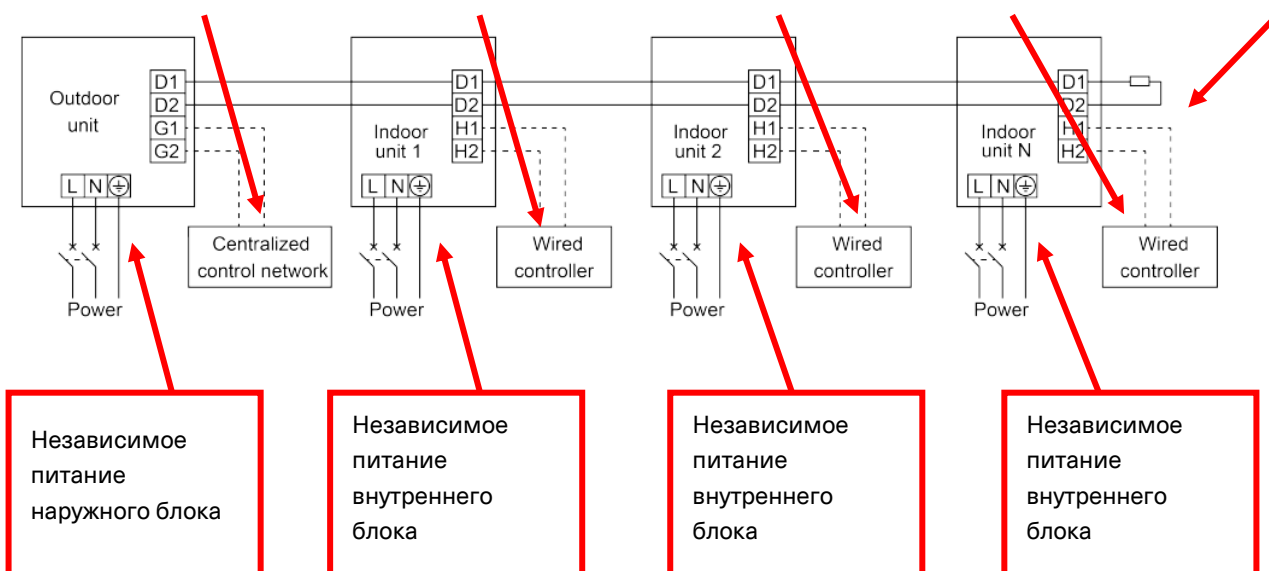 Outdoor
unit
D1
D2
G1
G2
L N
Power
Centralized
control network
Indoor
unit 1
D1
D2
H1
H2
L N
Power
Wired
controller
Indoor
unit 2
D1
D2
H1
H2
L N
Power
Wired
controller
Indoor
unit N
D1
D2
H1
H2
L N
Power
Wired
controller
Независимое
питание
наружного блока
Независимое
питание
внутреннего
блока
Независимое
питание
внутреннего
блока
Независимое
питание
внутреннего
блока